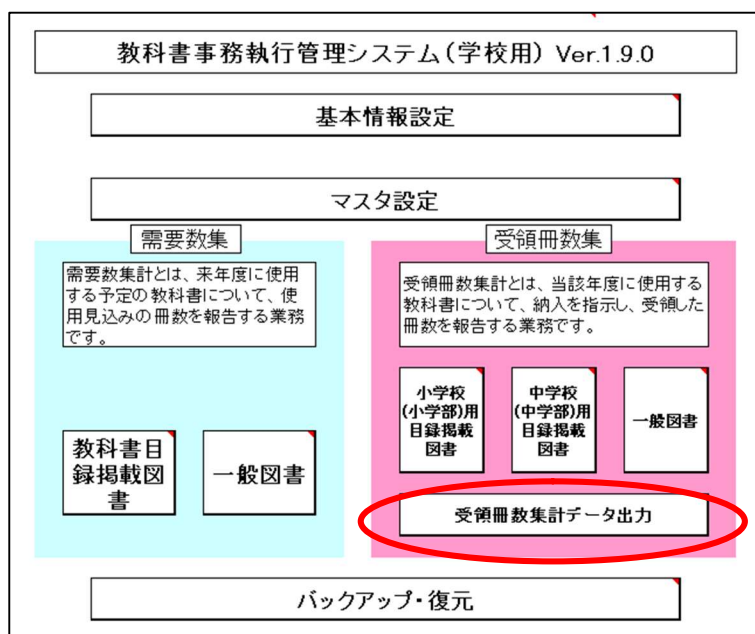 教科書事務執行管理システム(学校用) Ver.1.9.0
基本情報設定
マスタ設定
需要数集
需要数集計とは、来年度に使用
する予定の教科書について、使
用見込みの冊数を報告する業務
です。
教科書目
録掲載図
書
一般図書
受領冊数集
受領冊数集計とは、当該年度に使用する
教科書について、納入を指示し、受領した
冊数を報告する業務です。
小学校
(小学部)用
目録掲載
図書
中学校
(中学部)用
目録掲載
図書
一般図書
受領冊数集計データ出力
バックアップ・復元